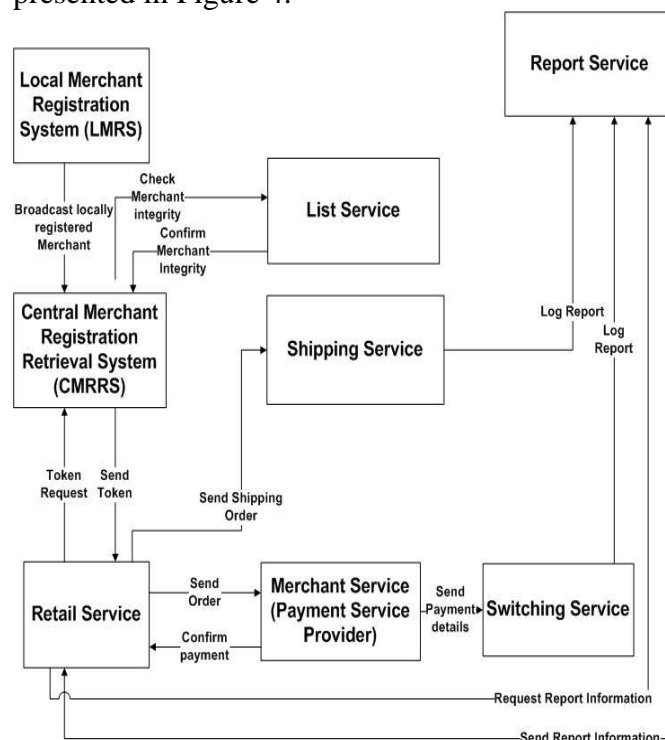 presented in Figure 4.
Report Service
Local Merchant
Registration
System (LMRS)
Check
Merchant
integrity
List Service
Broadcast locally
registered
Merchant
Confirm
Merchant
Integrity
Central Merchant
Registration
Retrieval System
(CMRRS)
Shipping Service
Log Report
Log
Report
Token
Request
Send
Token
Send Shipping
Order
Retail Service
Send
Order
Merchant Service
(Payment Service
Provider)
Send
Payment
details
Switching Service
Confirm
payment
Request Report Information
Send Report Information